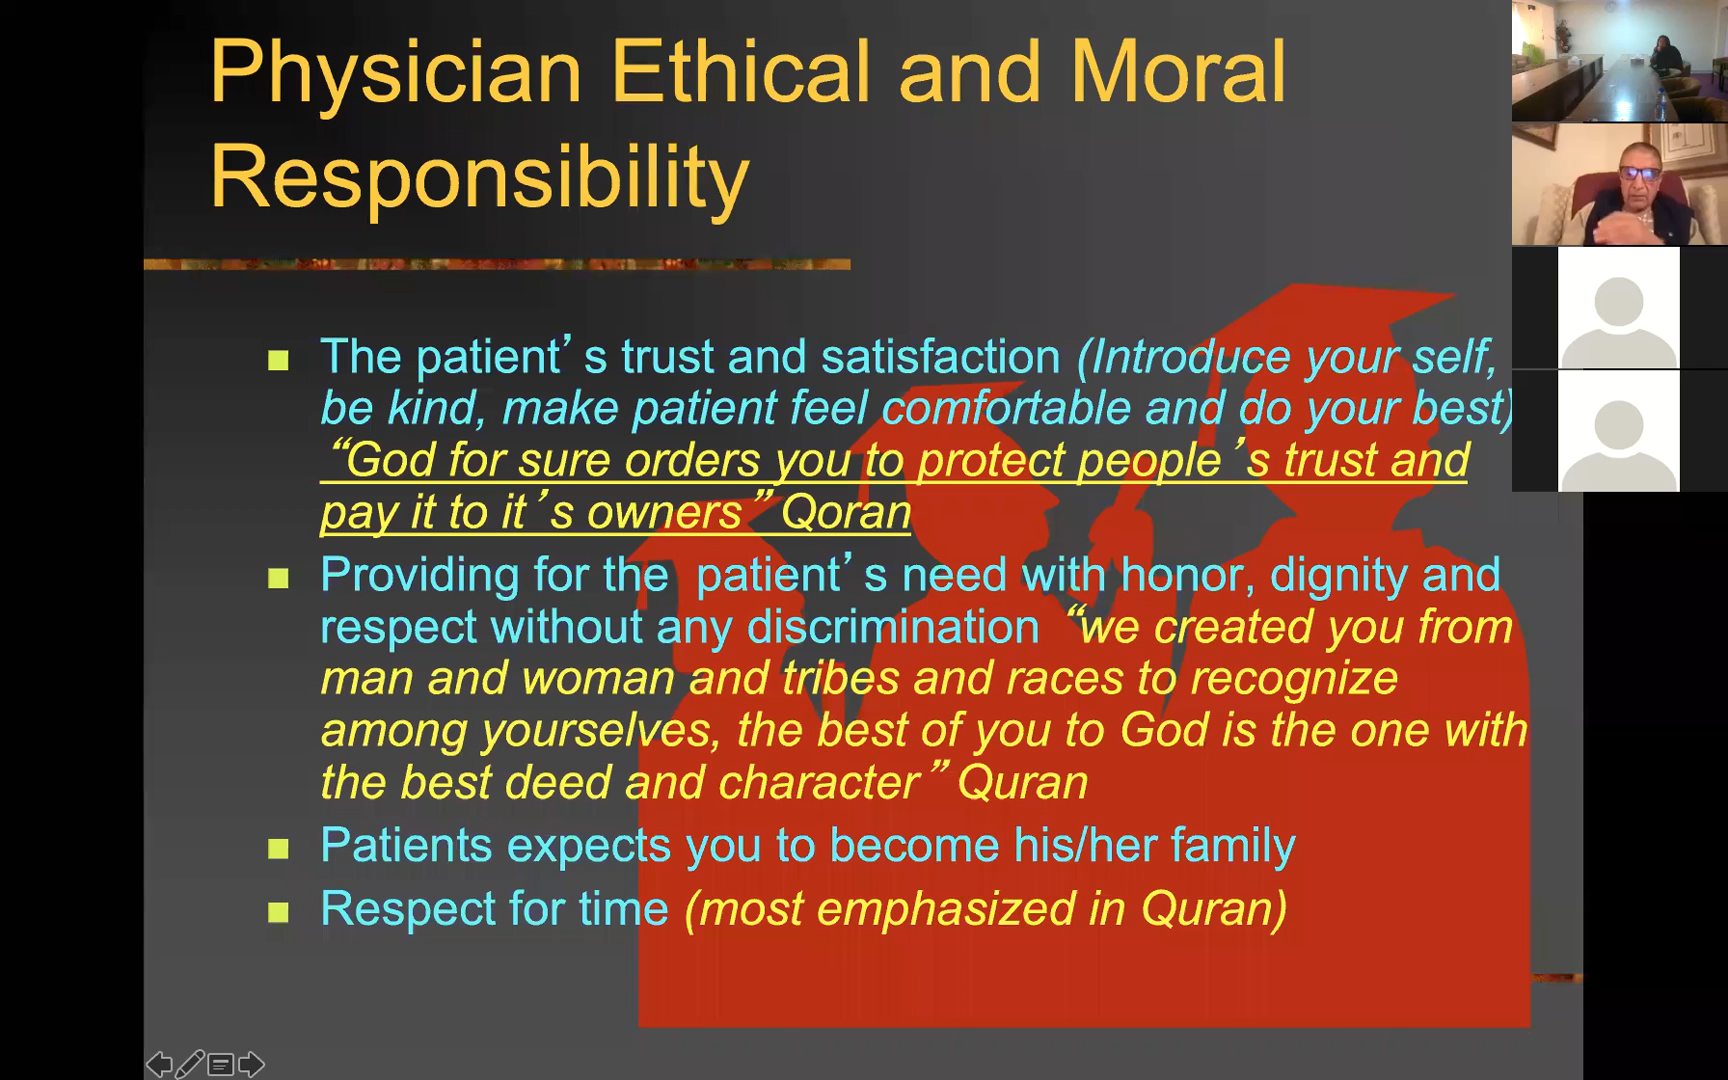 Physician Ethical and Moral
Responsibility
The patient’s trust and satisfaction (Introduce your self,
be kind, make patient feel comfortable and do your best)
“God for sure orders you to protect people’s trust and
pay it to it’s owners” Qoran
Providing for the patient’s need with honor, dignity and
respect without any discrimination “we created you from
man and woman and tribes and races to recognize
among yourselves, the best of you to God is the one with
the best deed and character” Quran
Patients expects you to become his/her family
Respect for time (most emphasized in Quran)